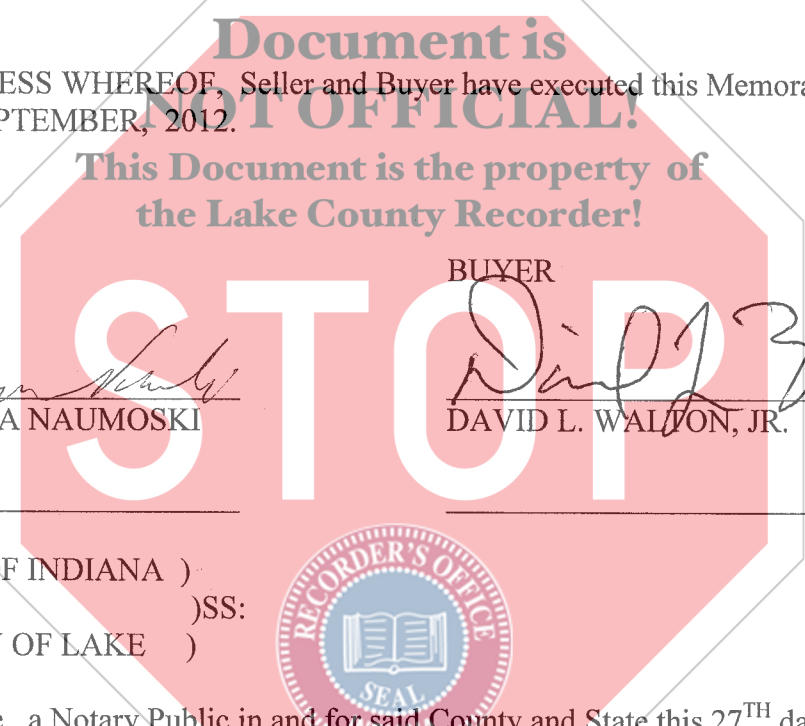 Document is
ESS WHEREOF, Seller and Buyer have executed this Memora
NOT OFFICIAL!
PTEMBER, 2012.
This Document is the property of
the Lake County Recorder!
BUYER
STOP
A NAUMOSKI
DAVID L. WALTON, JR.
F INDIANA )
)SS:
OF LAKE )
RECORDER'S OFFICE
SEAL
a Notary Public in and for said County and State this 27TH da